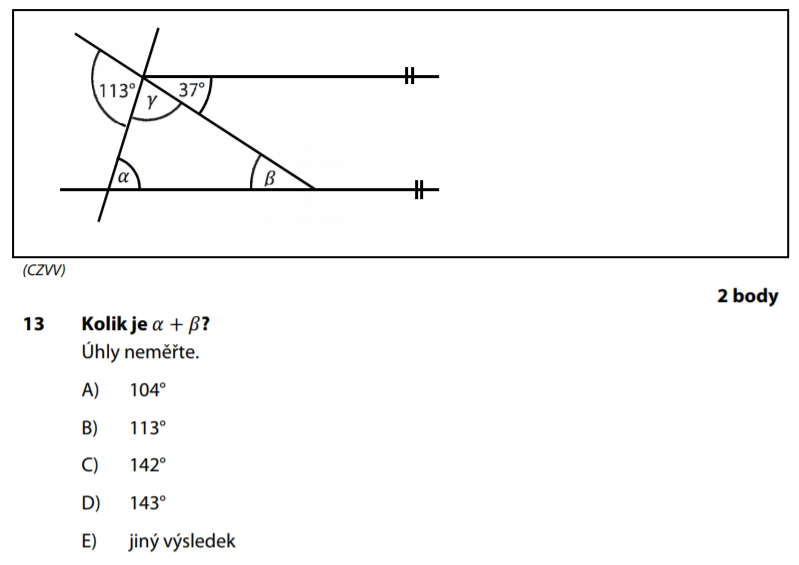 113° γ 37°
α β
(CZVV)
2 body
13 Kolik je α + β?
Úhly neměřte.
A) 104°
B) 113°
C) 142°
D) 143°
E) jiný výsledek